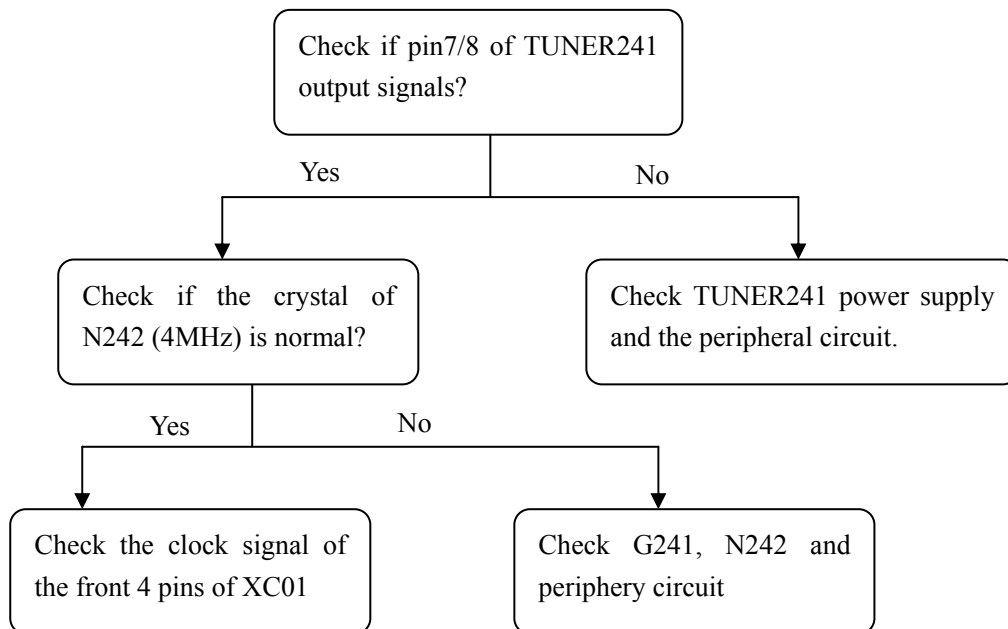 Check if pin7/8 of TUNER241
output signals?
Yes
No
Check if the crystal of
N242 (4MHz) is normal?
Check TUNER241 power supply
and the peripheral circuit.
Yes
No
Check the clock signal of
the front 4 pins of XC01
Check G241, N242 and
periphery circuit